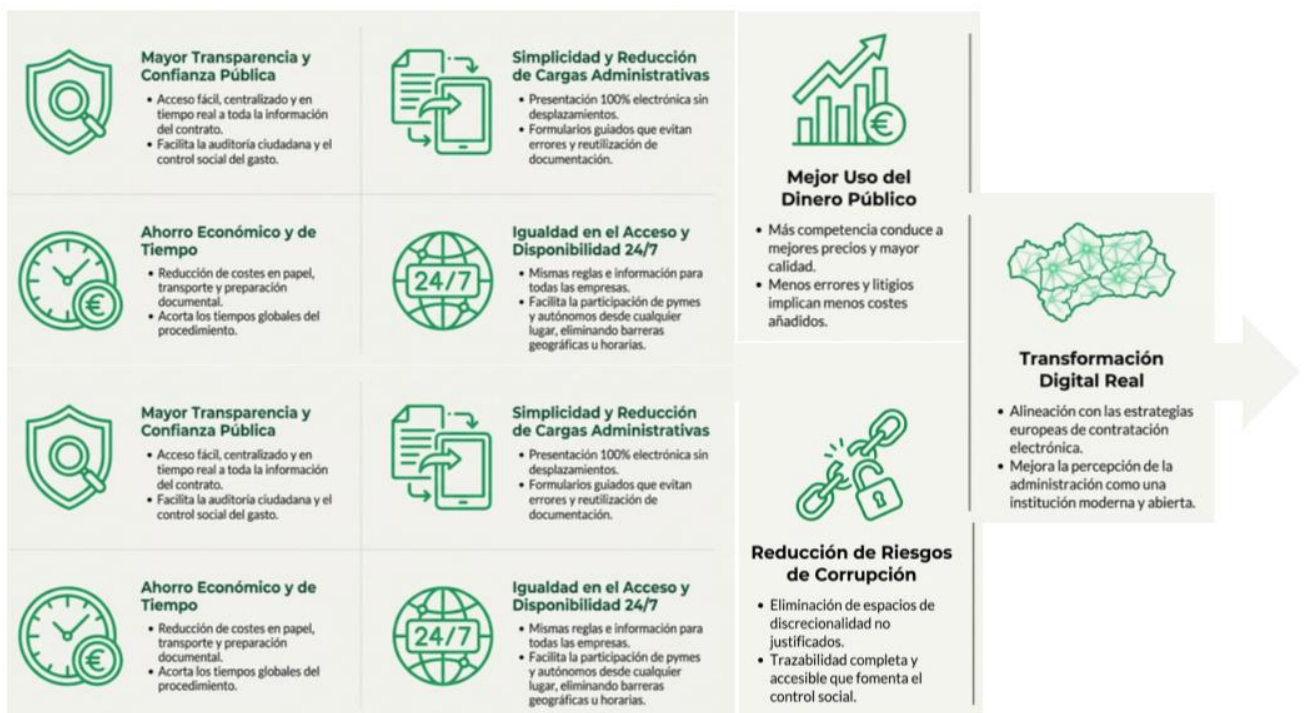 Mayor Transparencia y
Confianza Pública
• Acceso fácil, centralizado y en
tiempo real a toda la información
del contrato.
• Facilita la auditoría ciudadana y el
control social del gasto.
Simplicidad y Reducción
de Cargas Administrativas
• Presentación 100% electrónica sin
desplazamientos.
• Formularios guiados que evitan
errores y reutilización de
documentación.
Ahorro Económico y de
Tiempo
• Reducción de costes en papel,
transporte y preparación
documental.
• Acorta los tiempos globales del
procedimiento.
€
24/7
Igualdad en el Acceso y
Disponibilidad 24/7
• Mismas reglas e información para
todas las empresas.
• Facilita la participación de pymes
y autónomos desde cualquier
lugar, eliminando barreras
geográficas u horarias.
Mayor Transparencia y
Confianza Pública
• Acceso fácil, centralizado y en
tiempo real a toda la información
del contrato.
• Facilita la auditoría ciudadana y el
control social del gasto.
Simplicidad y Reducción
de Cargas Administrativas
• Presentación 100% electrónica sin
desplazamientos.
• Formularios guiados que evitan
errores y reutilización de
documentación.
Ahorro Económico y de
Tiempo
• Reducción de costes en papel,
transporte y preparación
documental.
• Acorta los tiempos globales del
procedimiento.
€
24/7
Igualdad en el Acceso y
Disponibilidad 24/7
• Mismas reglas e información para
todas las empresas.
• Facilita la participación de pymes
y autónomos desde cualquier
lugar, eliminando barreras
geográficas u horarias.
€
Mejor Uso del
Dinero Público
• Más competencia conduce a
mejores precios y mayor
calidad.
• Menos errores y litigios
implican menos costes
añadidos.
Reducción de Riesgos
de Corrupción
• Eliminación de espacios de
discrecionalidad no
justificados.
• Trazabilidad completa y
accesible que fomenta el
control social.
Transformación
Digital Real
• Alineación con las estrategias
europeas de contratación
electrónica.
• Mejora la percepción de la
administración como una
institución moderna y abierta.